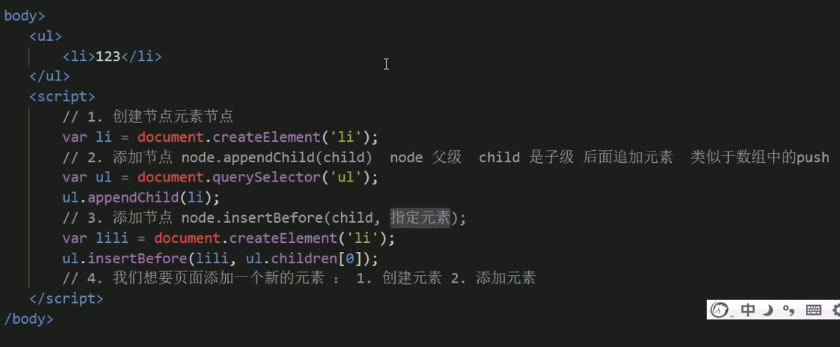 body>
<ul>
<li>123</li>
</ul>
<script>
// 1. 创建节点元素节点
var li = document.createElement('li');
// 2. 添加节点 node.appendChild(child)  node 父级  child 是子级 后面追加元素  类似于数组中的push
var ul = document.querySelector('ul');
ul.appendChild(li);
// 3. 添加节点 node.insertBefore(child, 指定元素);
var lili = document.createElement('li');
ul.insertBefore(lili, ul.children[0]);
// 4. 我们想要页面添加一个新的元素 ： 1. 创建元素 2. 添加元素
</script>
/body>
中